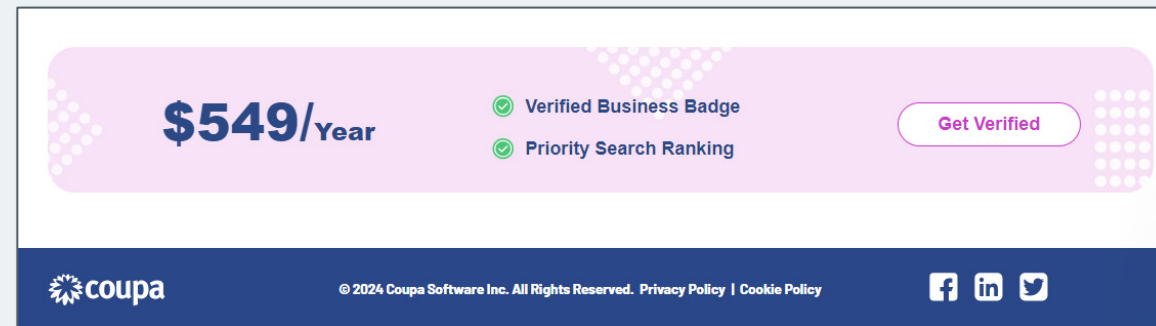 $549/Year
Verified Business Badge
Priority Search Ranking
Get Verified
coupa
© 2024 Coupa Software Inc. All Rights Reserved. Privacy Policy | Cookie Policy